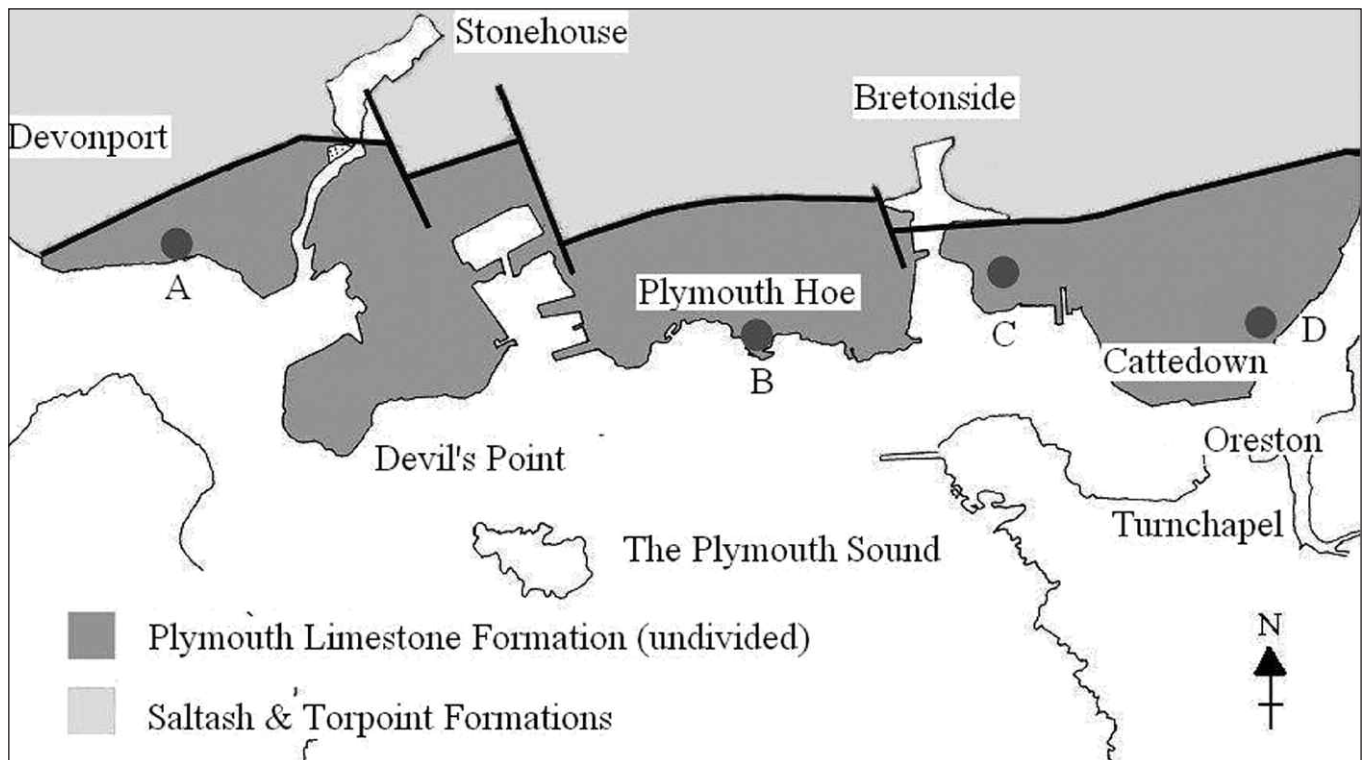 Stonehouse
Bretonside
Devonport
Plymouth Hoe
A
B
C
D
Cattedown
Devil's Point
Oreston
Turnchapel
The Plymouth Sound
Plymouth Limestone Formation (undivided)
Saltash & Torpoint Formations
N